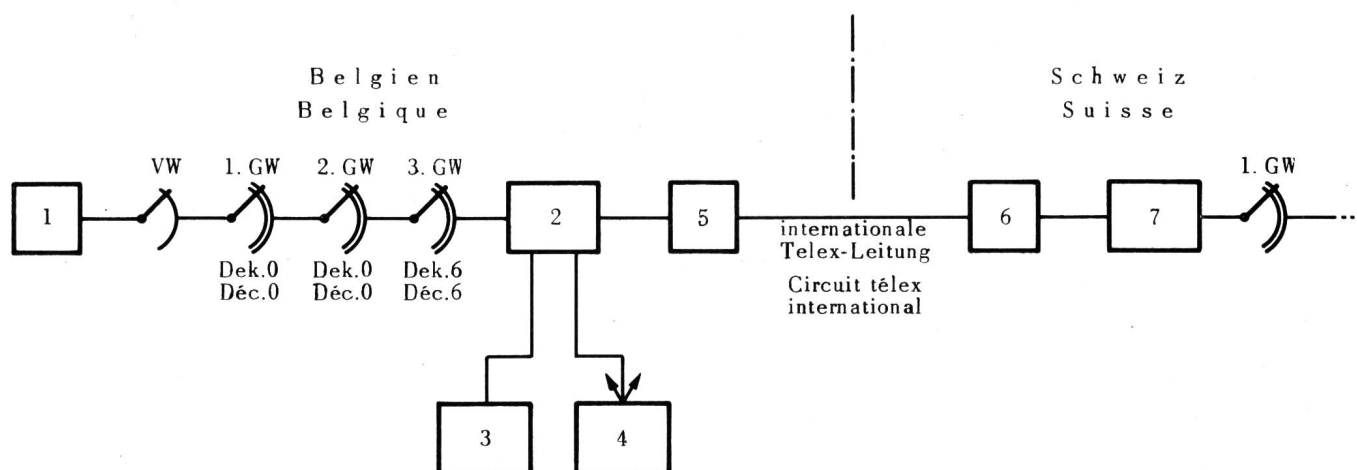 Belgien
Belgique
Schweiz
Suisse
VW
1. GW
2. GW
3. GW
1. GW
1
2
5
6
7
internationale
Telex-Leitung
Circuit télex
international
Dek.0
Déc.0
Dek.0
Déc.0
Dek.6
Déc.6
3
4